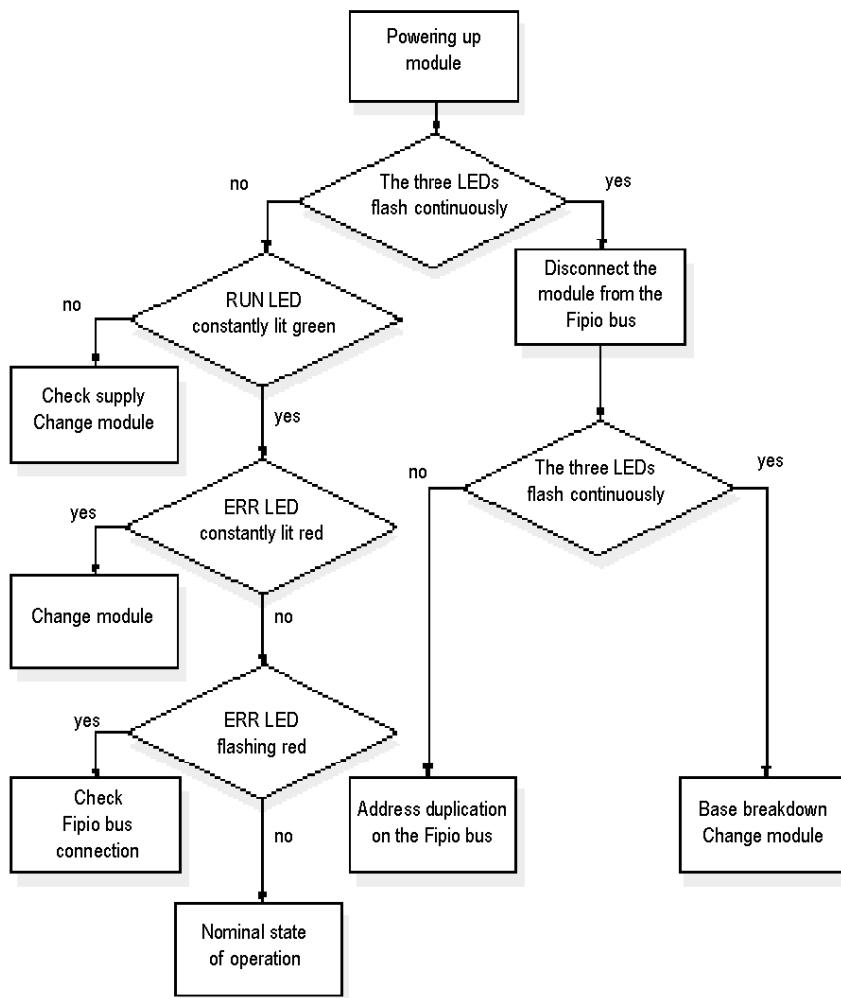 Powering up
module
The three LEDs
flash continuously
no
yes
RUN LED
constantly lit green
Disconnect the
module from the
Fipio bus
no
Check supply
Change module
yes
The three LEDs
flash continuously
no
yes
ERR LED
constantly lit red
yes
Change module
no
ERR LED
flashing red
yes
Check
Fipio bus
connection
Address duplication
on the Fipio bus
Base breakdown
Change module
no
Nominal state
of operation